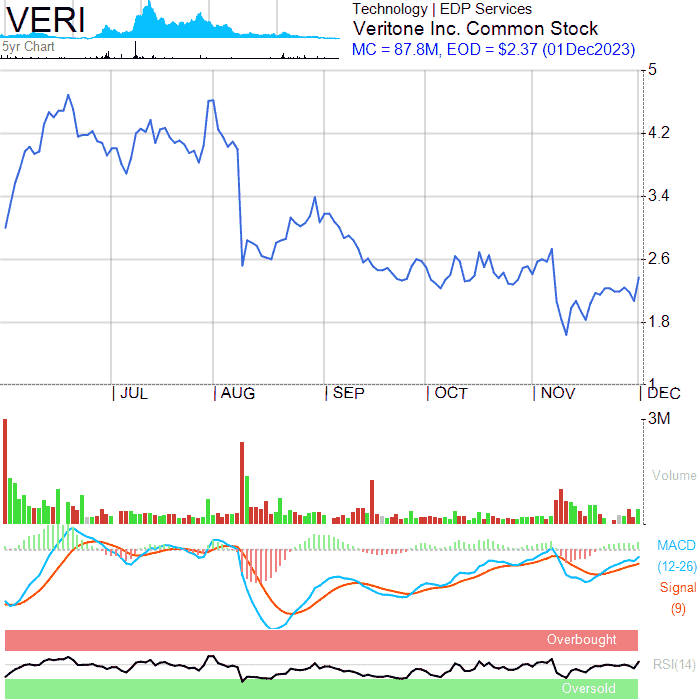 VERI
5yr Chart
Technology | EDP Services
Veritone Inc. Common Stock
MC = 87.8M, EOD = $2.37 (01Dec2023)
5
4.2
3.4
2.6
1.8
1
| JUL | AUG | SEP | OCT | NOV | DEC
3M
Volume
MACD
(12-26)
Signal
(9)
Overbought
RSI(14)
Oversold